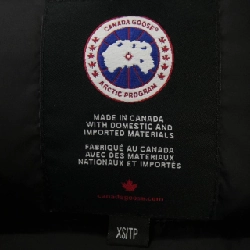 CANADA GOOSE
ARCTIC PROGRAM
MADE IN CANADA
WITH DOMESTIC AND
IMPORTED MATERIALS
FABRIQUÉ AU CANADA
AVEC DES MATERIAUX
NATIONAUX ET IMPORTÉS
XS/TP